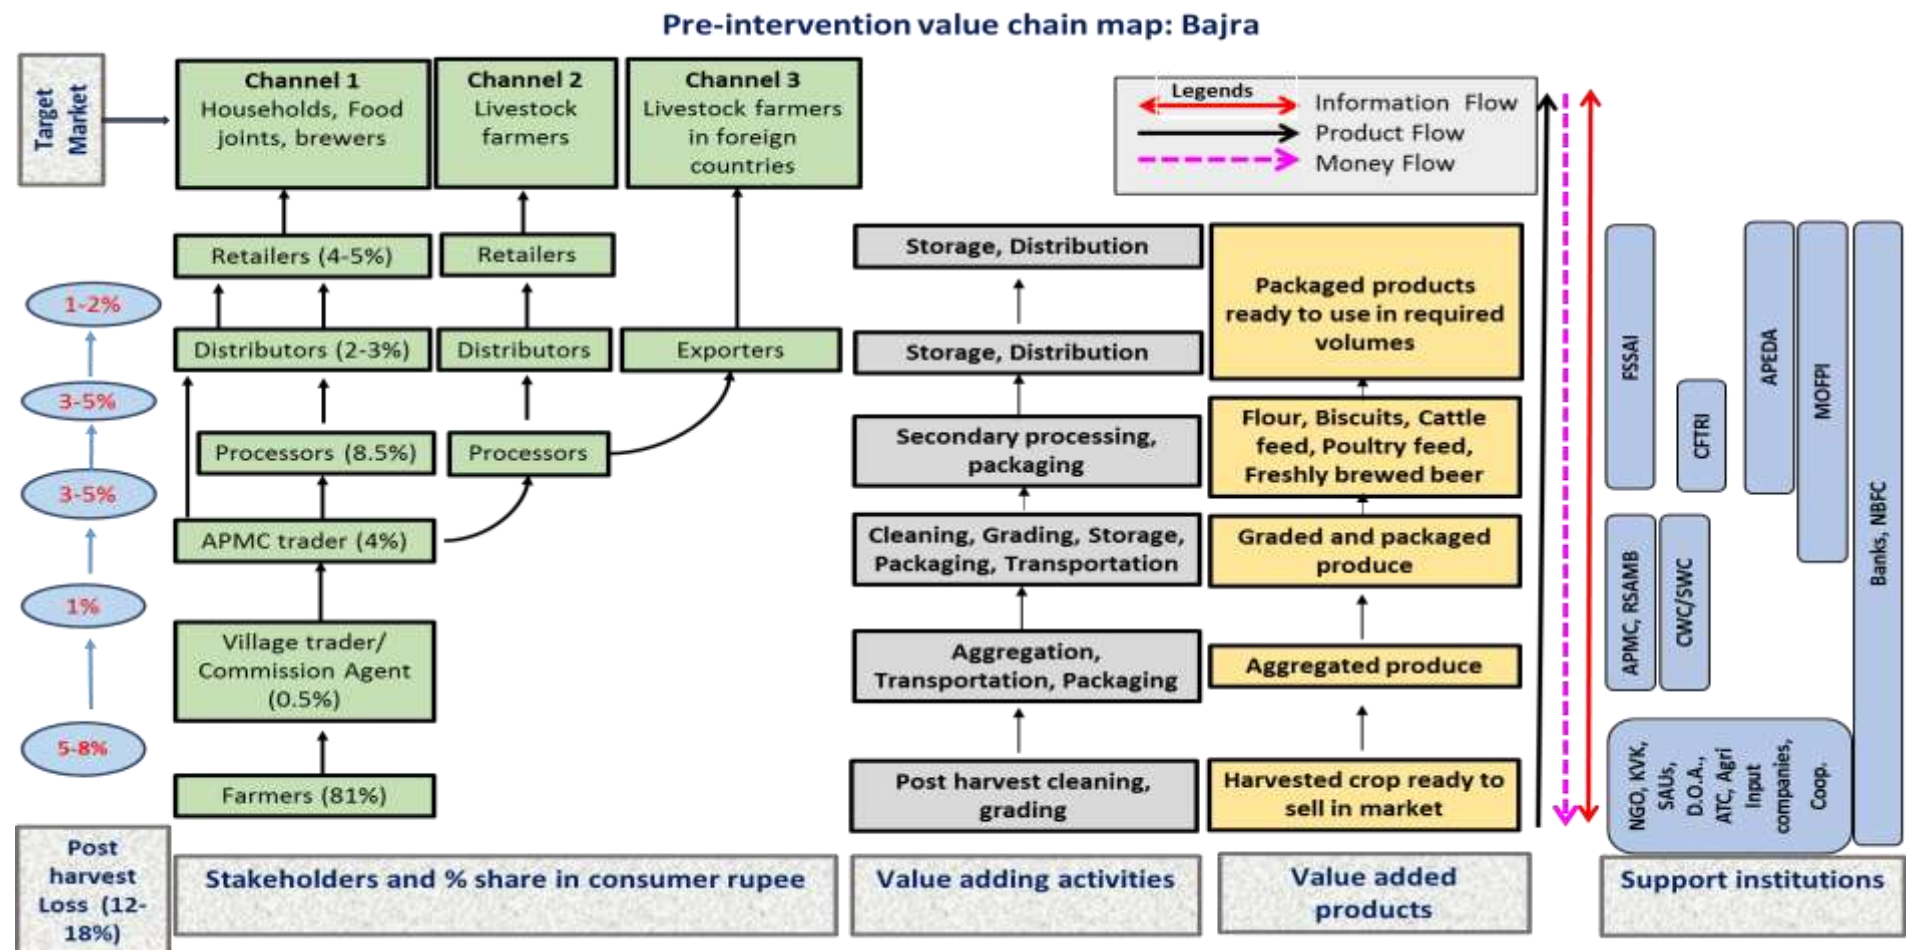 Pre-intervention value chain map: Bajra
Target
Market
Channel 1
Households, Food
joints, brewers
Channel 2
Livestock
farmers
Channel 3
Livestock farmers
in foreign
countries
Legends
Information Flow
Product Flow
Money Flow
Retailers (4-5%)
Retailers
Distributors (2-3%)
Distributors
Exporters
Processors (8.5%)
Processors
APMC trader (4%)
Village trader/
Commission Agent
(0.5%)
Farmers (81%)
1-2%
3-5%
3-5%
1%
5-8%
Storage, Distribution
Storage, Distribution
Secondary processing,
packaging
Cleaning, Grading, Storage,
Packaging, Transportation
Aggregation,
Transportation, Packaging
Post harvest cleaning,
grading
Packaged products
ready to use in required
volumes
Flour, Biscuits, Cattle
feed, Poultry feed,
Freshly brewed beer
Graded and packaged
produce
Aggregated produce
Harvested crop ready to
sell in market
FSSAI
CFTRI
APEDA
MOFPI
Banks, NBFC
APMC, RSAMB
CWC/SWC
NGO, KVK,
SAUs,
D.O.A.,
ATC, Agri
Input
companies,
Coop.
Post
harvest
Loss (12-
18%)
Stakeholders and % share in consumer rupee
Value adding activities
Value added
products
Support institutions